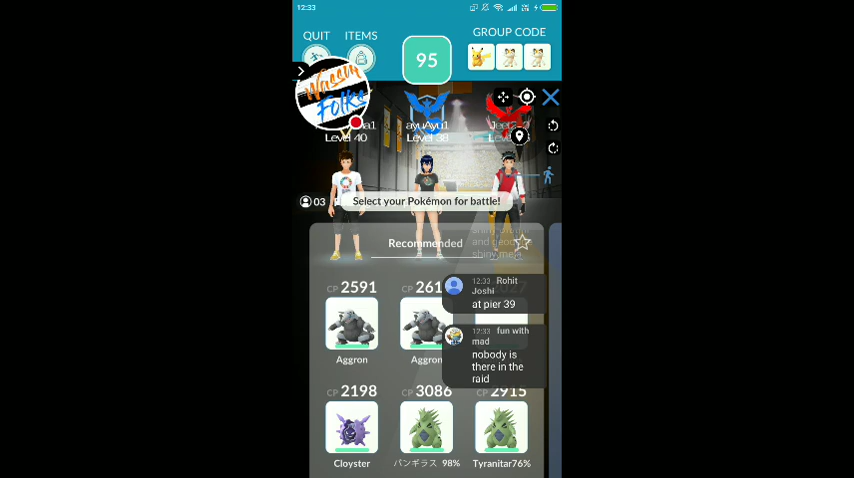 12:33
QUIT
ITEMS
GROUP CODE
95
Wassup
Folks
ayuAyu1
Level 40
Level 38
03
Select your Pokémon for battle!
Recommended
CP 2591
CP 261
12:33 Rohit
Joshi
at pier 39
Aggron
Aggron
12:33 fun with
mad
nobody is
there in the
raid
CP 2198
CP 3086
CP 2915
Cloyster
バンギラス 98%
Tyranitar76%